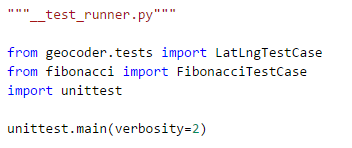 """__test_runner.py"""
from geocoder.tests import LatLngTestCase
from fibonacci import FibonacciTestCase
import unittest
unittest.main(verbosity=2)